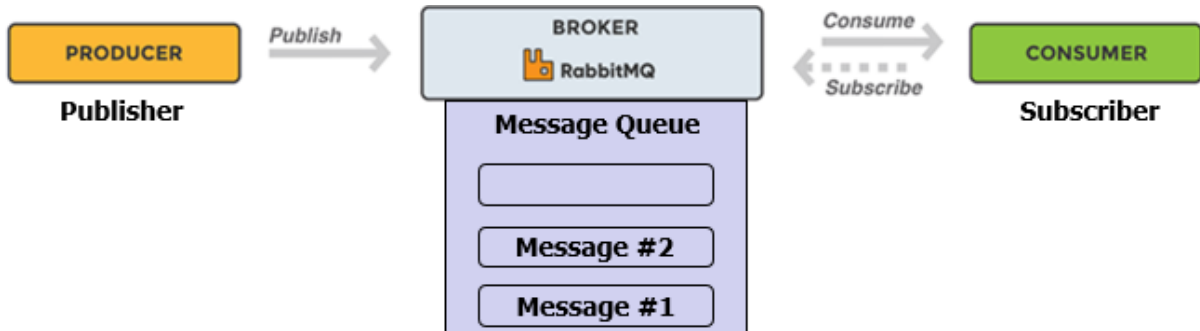 PRODUCER
Publisher
Publish
BROKER
RabbitMQ
Message Queue
Message #2
Message #1
Consume
Subscribe
CONSUMER
Subscriber